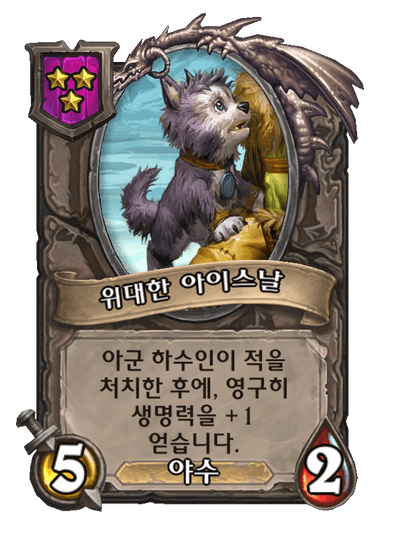 위대한 아이스날
아군 하수인이 적을
처치한 후에, 영구히
생명력을 +1
얻습니다.
야수
5
2